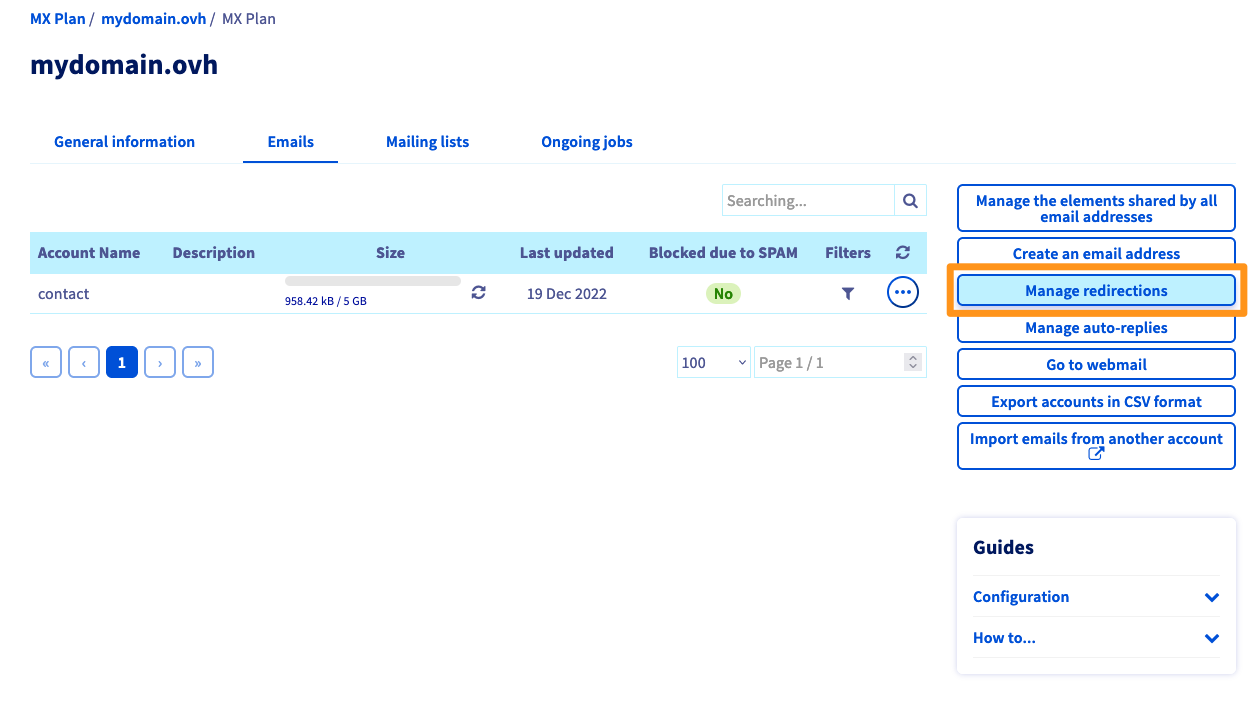 MX Plan / mydomain.ovh / MX Plan
mydomain.ovh
General information Emails Mailing lists Ongoing jobs
Searching...
Account Name Description Size Last updated Blocked due to SPAM Filters
contact 958.42 kB / 5 GB 19 Dec 2022 No
« ‹ 1 › » 100 Page 1 / 1
Manage the elements shared by all
email addresses
Create an email address
Manage redirections
Manage auto-replies
Go to webmail
Export accounts in CSV format
Import emails from another account
Guides
Configuration
How to...